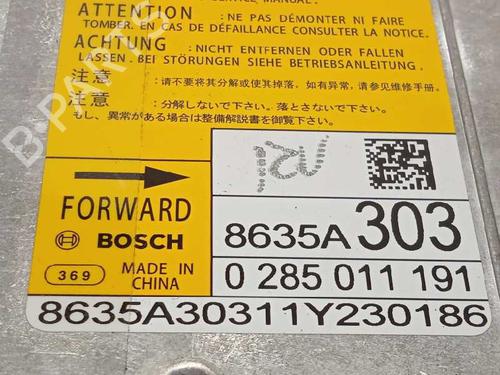 SERVICE MANUAL.
ATTENTION : NE PAS DÉMONTER NI FAIRE
TOMBER. EN CAS DE DÉFAILLANCE CONSULTER LA NOTICE.
ACHTUNG : NICHT ENTFERNEN ODER FALLEN
LASSEN. BEI STÖRUNGEN SIEHE BETRIEBSANLEITUNG.
注意 :请不要将其分解或使其掉落。如有异常,请参见维修手册.
注意 :分解しないで下さい。落とさないで下さい。
もし、異常がある場合は整備解説書を御覧下さい。
B-PARTS
FORWARD
BOSCH
8635A 303
369 MADE IN CHINA
0 285 011 191
8635A30311Y230186